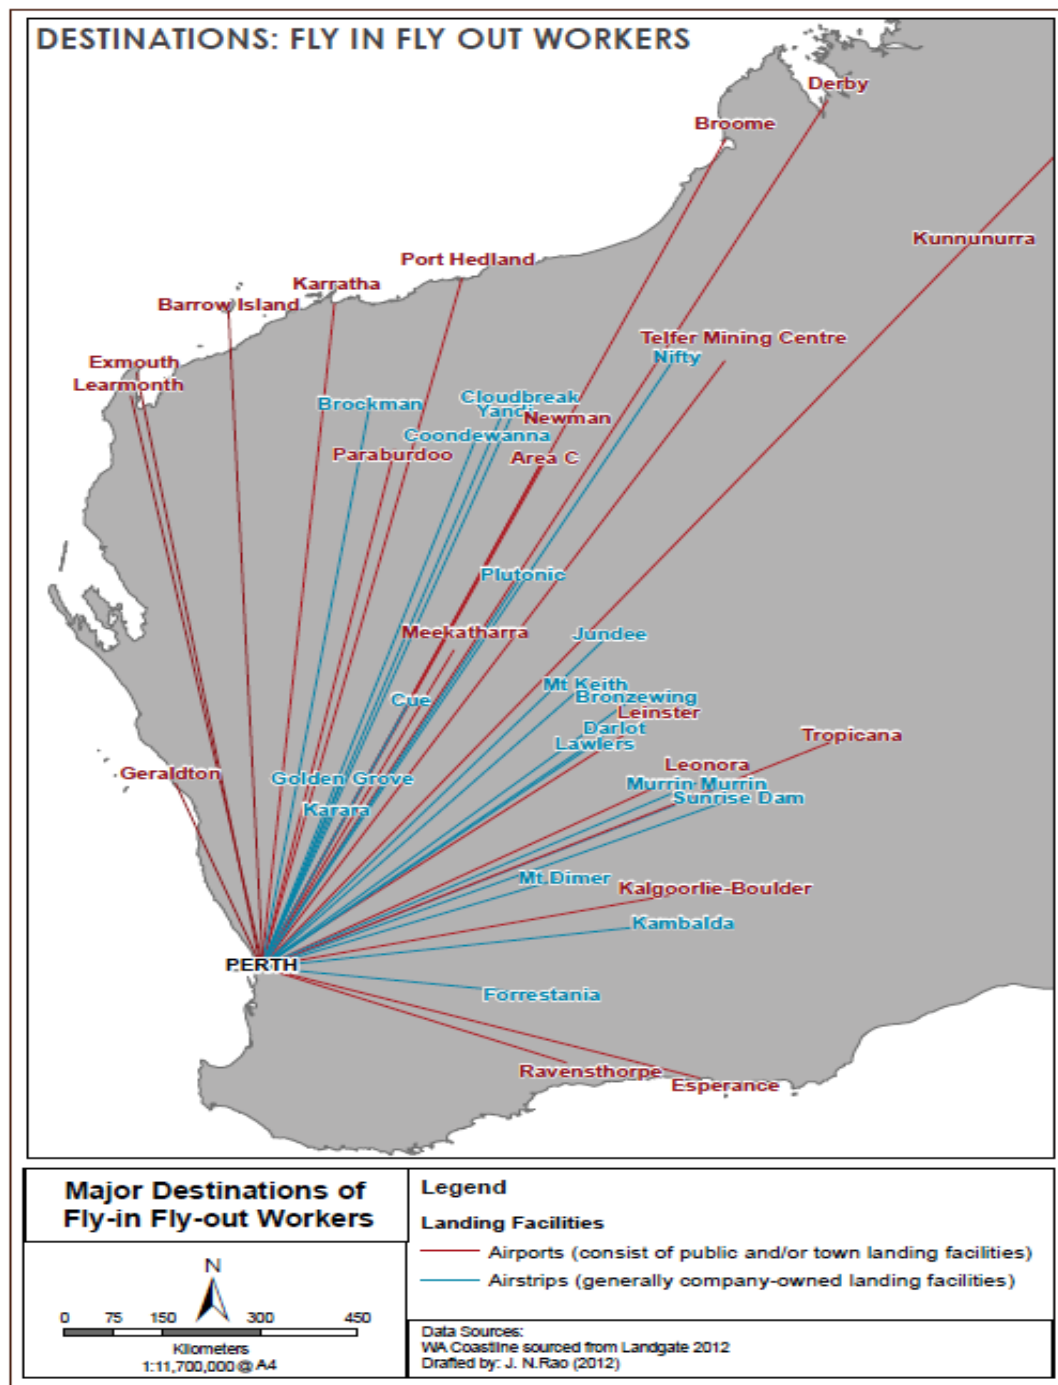 DESTINATIONS: FLY IN FLY OUT WORKERS
Derby
Broome
Kunnunurra
Port Hedland
Karratha
Barrow Island
Telfer Mining Centre
Nifty
Exmouth
Learmonth
Cloudbreak
Brockman
Yandi
Newman
Coondewanna
Paraburdoo
Area C
Plutonic
Meekatharra
Jundee
Mt Keith
Bronzewing
Cue
Leinster
Darlot
Tropicana
Lawlers
Leonora
Geraldton
Golden Grove
Murrin-Murrin
Sunrise Dam
Karara
Mt Dimer
Kalgoorlie-Boulder
Kambalda
PERTH
Forrestania
Ravensthorpe
Esperance
Major Destinations of
Fly-in Fly-out Workers
N
0 75 150 300 450
Kilometers
1:11,700,000 @ A4
Legend
Landing Facilities
Airports (consist of public and/or town landing facilities)
Airstrips (generally company-owned landing facilities)
Data Sources:
WA Coastline sourced from Landgate 2012
Drafted by: J. N.Rao (2012)